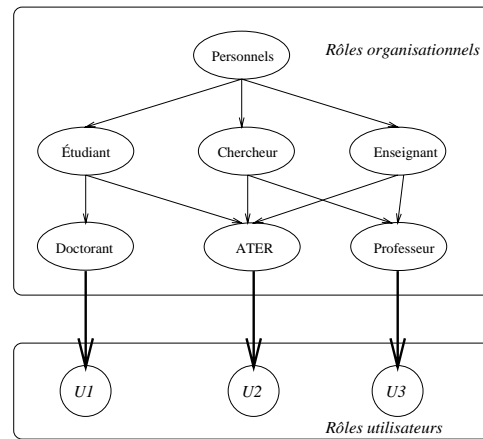 Rôles organisationnels
Personnels
Étudiant
Chercheur
Enseignant
Doctorant
ATER
Professeur
U1
U2
U3
Rôles utilisateurs